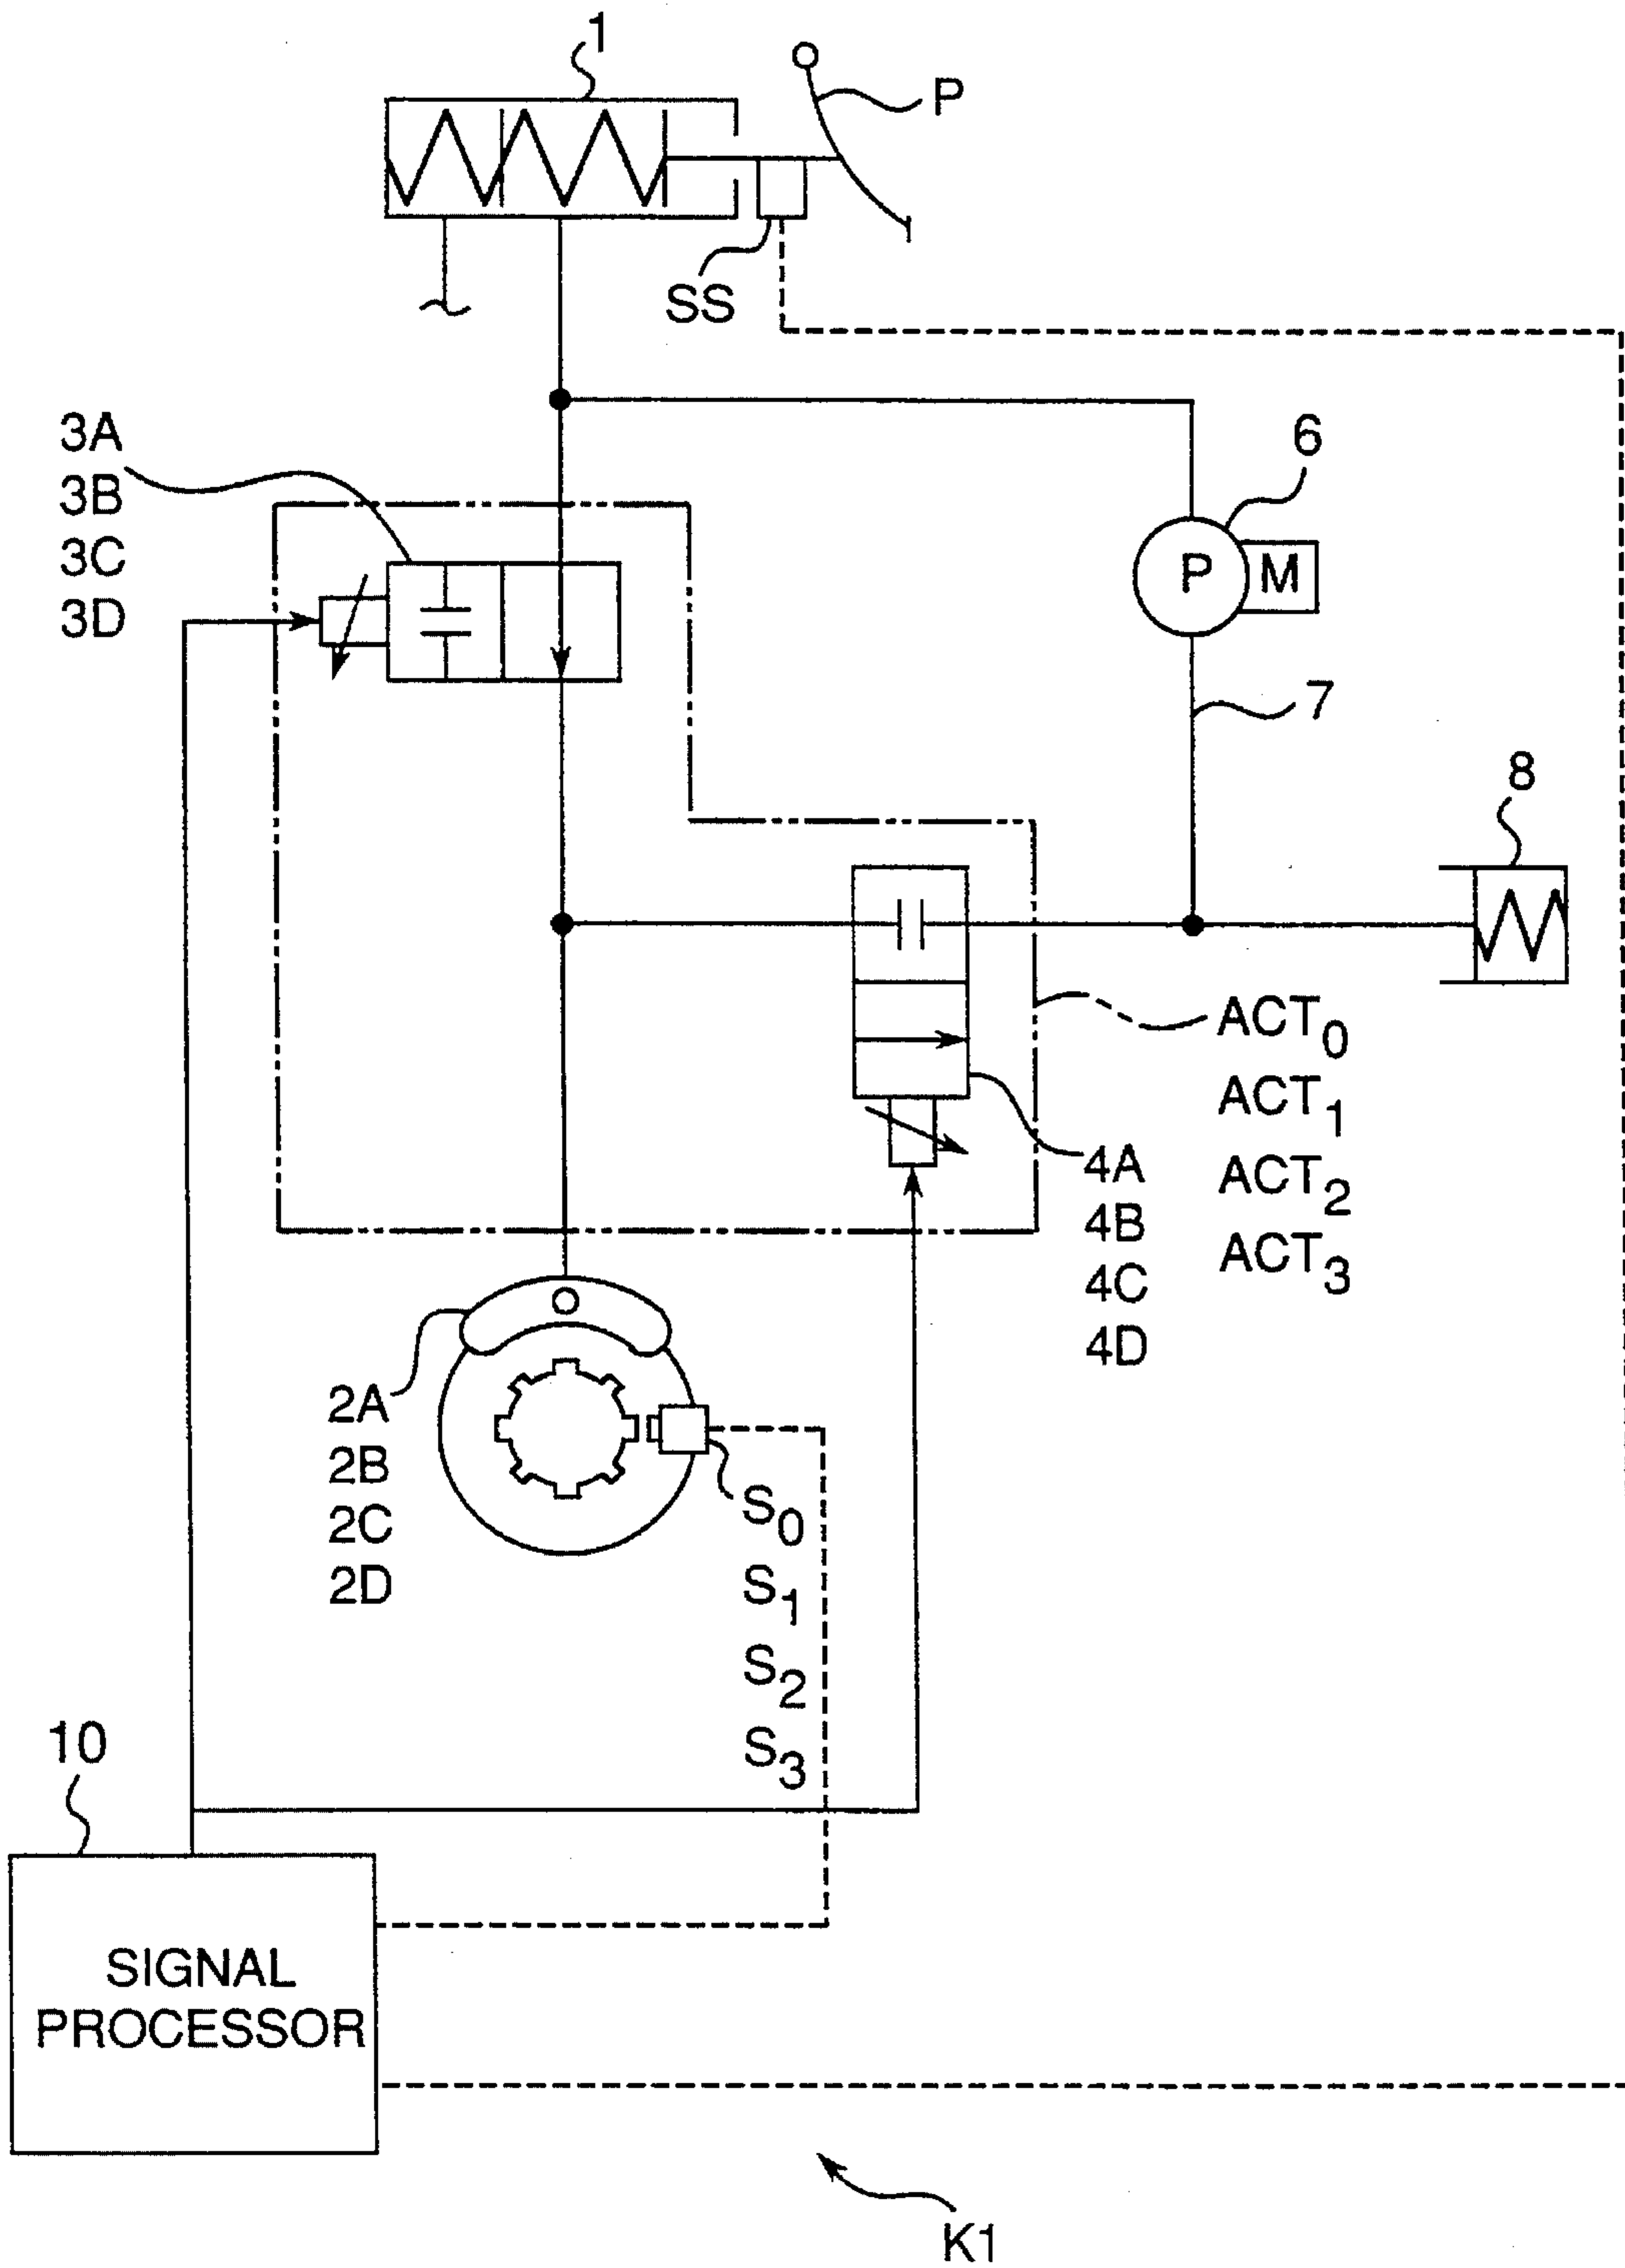 1
P
SS
3A
3B
3C
3D
6
P M
7
8
ACT0
ACT1
ACT2
ACT3
4A
4B
4C
4D
2A
2B
2C
2D
S0
S1
S2
S3
10
SIGNAL
PROCESSOR
K1